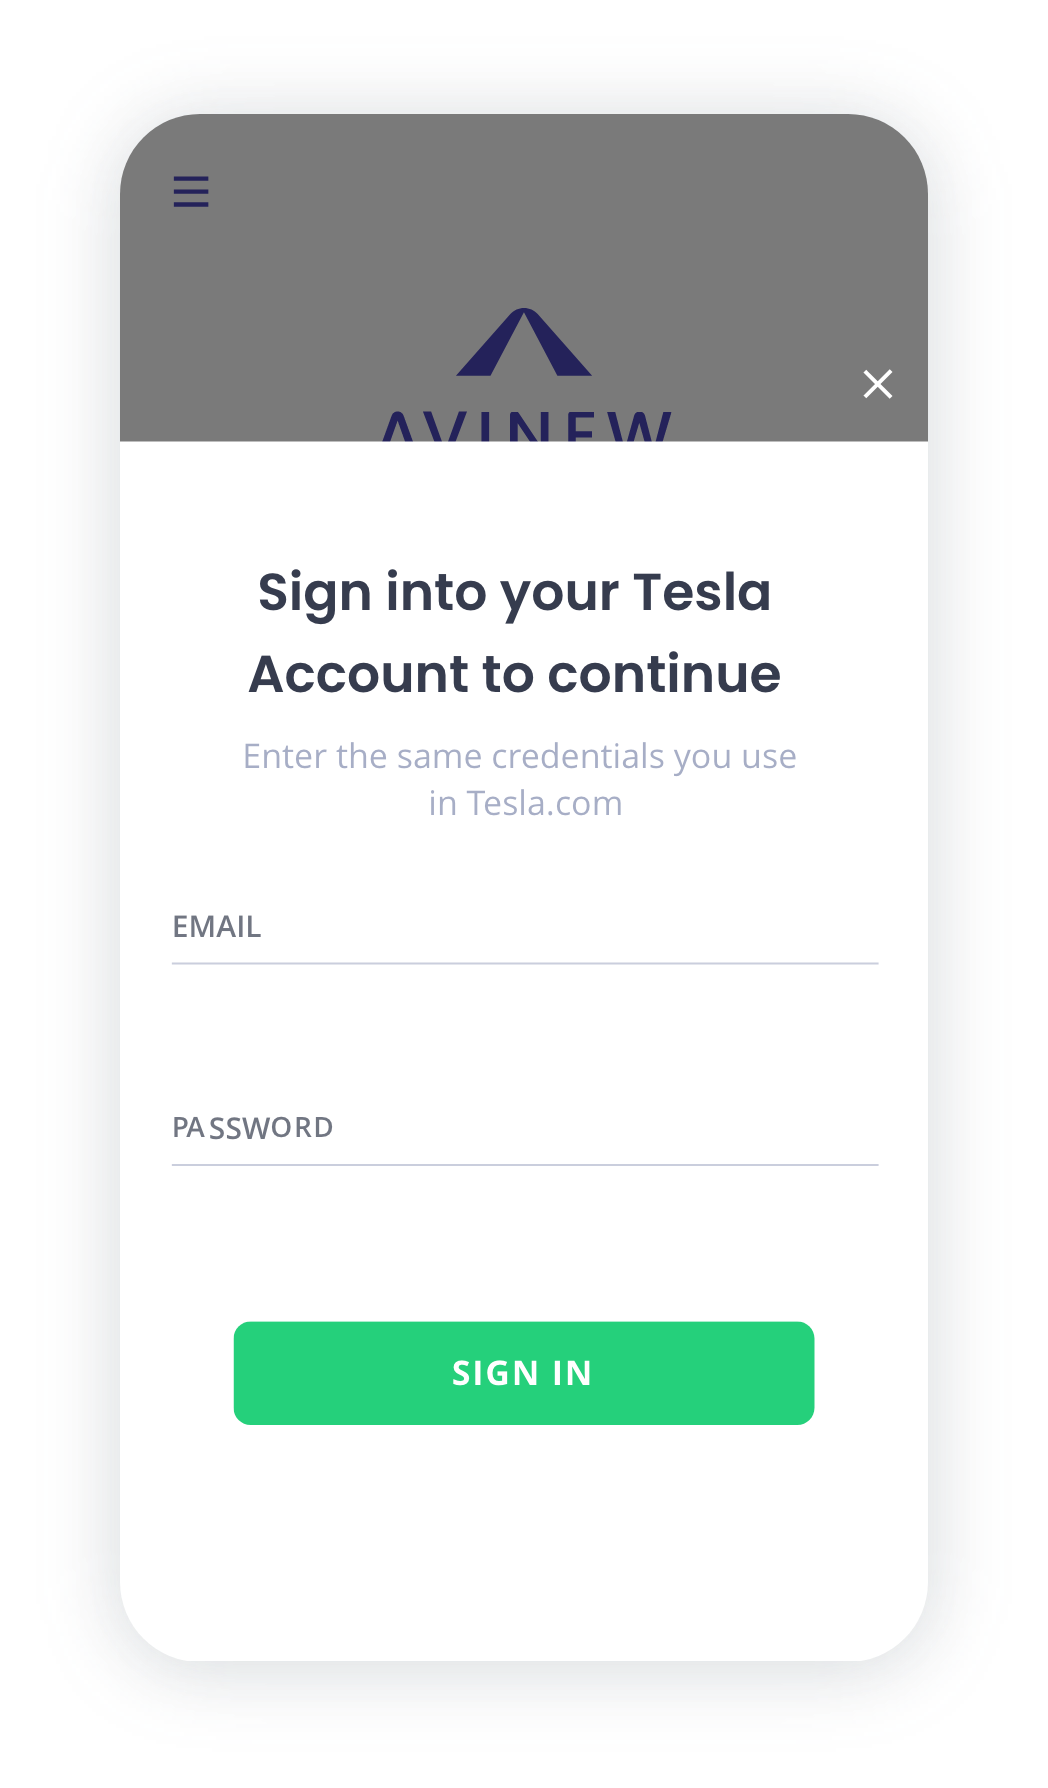 AVINEW
Sign into your Tesla
Account to continue
Enter the same credentials you use
in Tesla.com
EMAIL
PASSWORD
SIGN IN